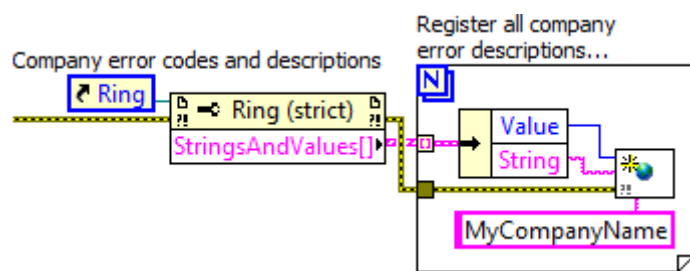 Register all company
error descriptions...
Company error codes and descriptions
N
Ring
Ring (strict)
StringsAndValues[]
Value
String
?!
?!
?!
MyCompanyName